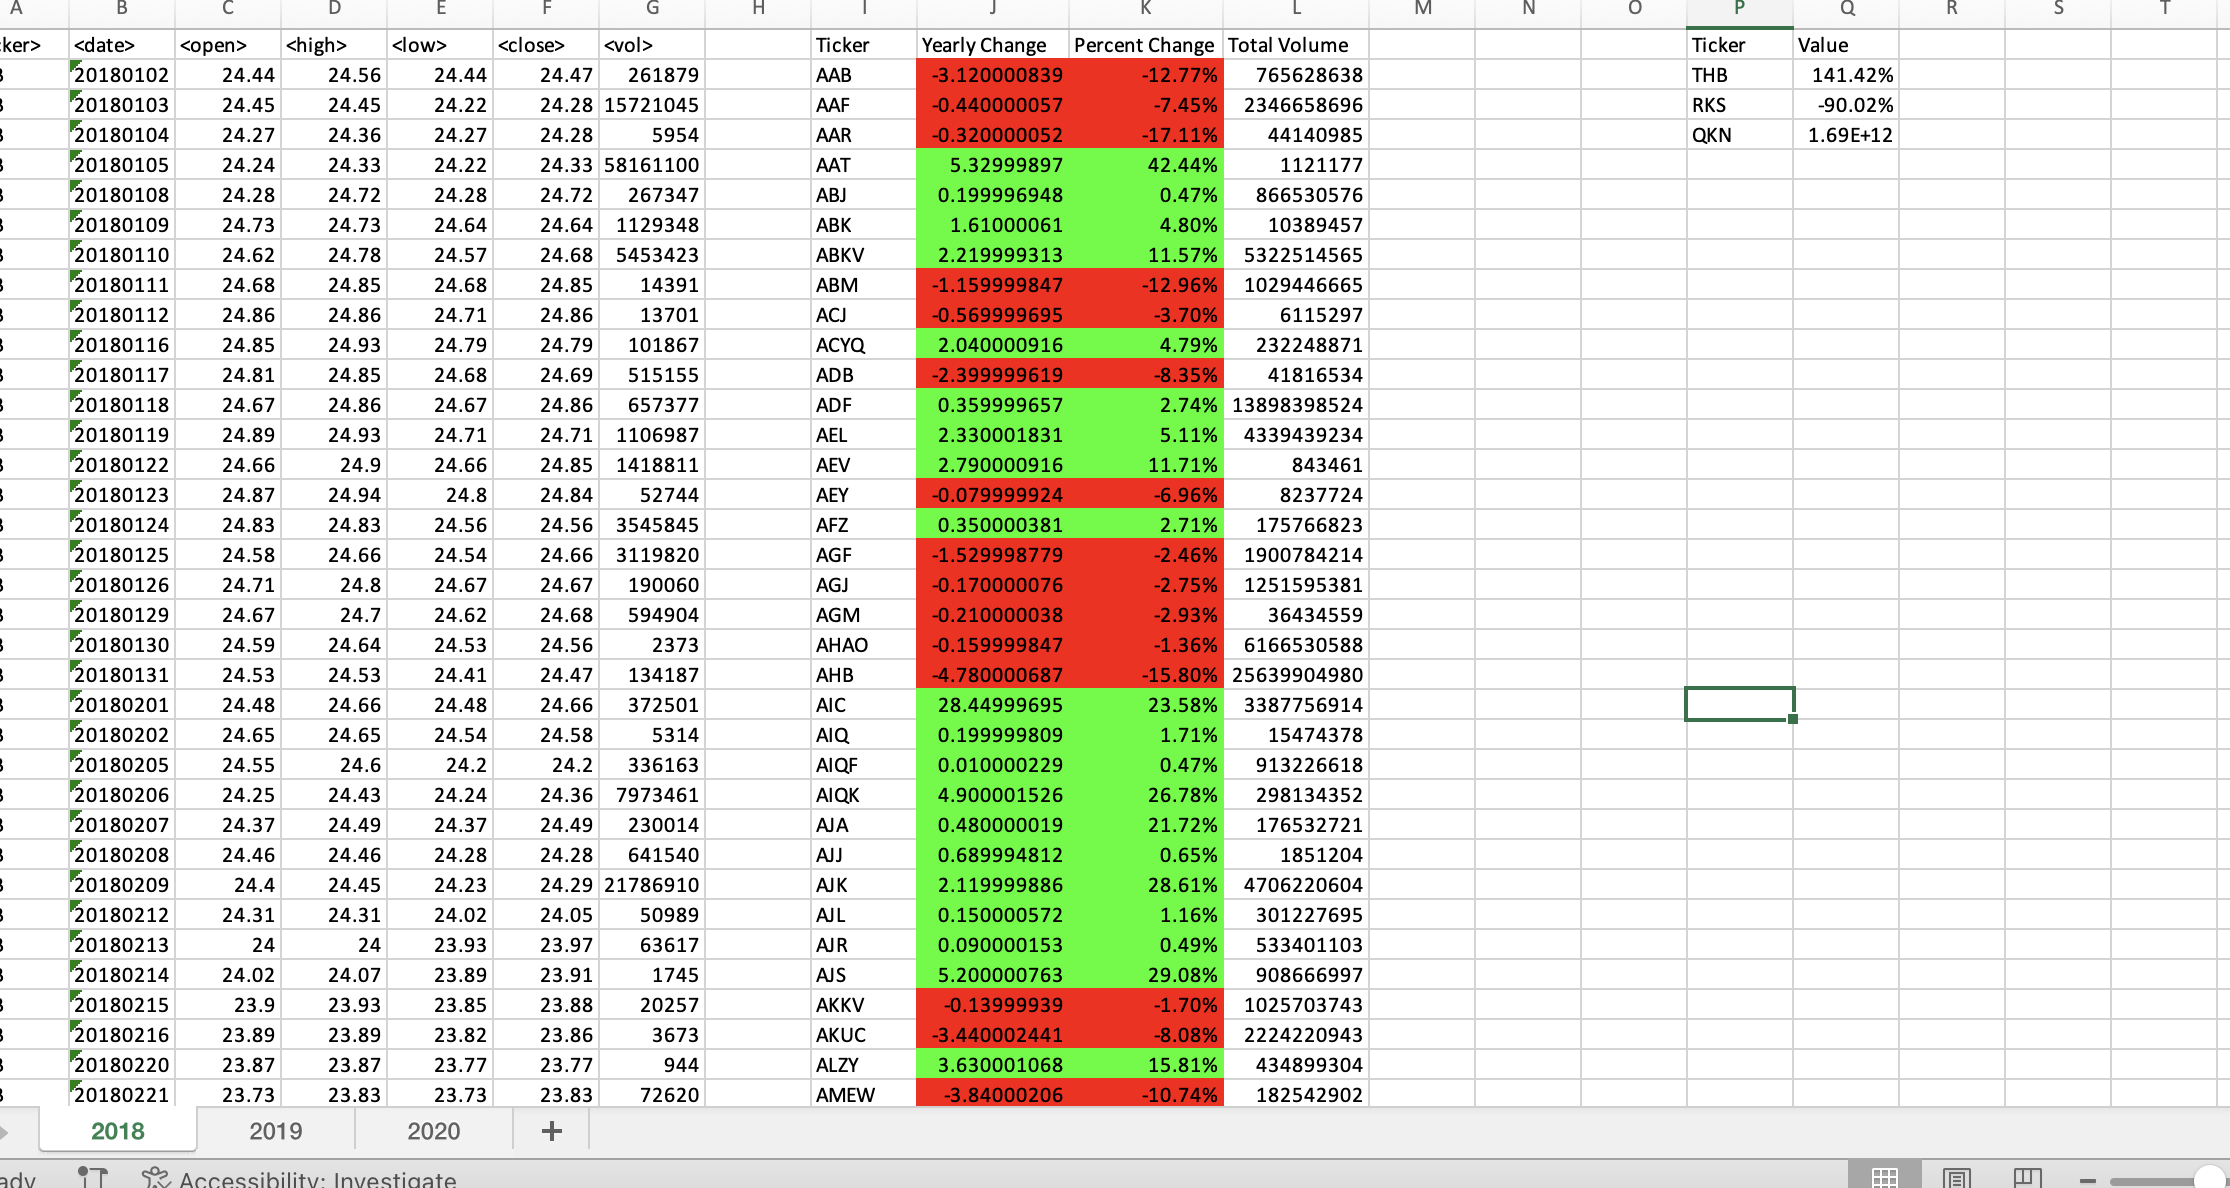 A B C D E F G H I J K L M N O P Q R S T
ker> <date> <open> <high> <low> <close> <vol> Ticker Yearly Change Percent Change Total Volume Ticker Value
20180102 24.44 24.56 24.44 24.47 261879 AAB -3.120000839 -12.77% 765628638 THB 141.42%
20180103 24.45 24.45 24.22 24.28 15721045 AAF -0.440000057 -7.45% 2346658696 RKS -90.02%
20180104 24.27 24.36 24.27 24.28 5954 AAR -0.320000052 -17.11% 44140985 QKN 1.69E+12
20180105 24.24 24.33 24.22 24.33 58161100 AAT 5.32999897 42.44% 1121177
20180108 24.28 24.72 24.28 24.72 267347 ABJ 0.199996948 0.47% 866530576
20180109 24.73 24.73 24.64 24.64 1129348 ABK 1.61000061 4.80% 10389457
20180110 24.62 24.78 24.57 24.68 5453423 ABKV 2.219999313 11.57% 5322514565
20180111 24.68 24.85 24.68 24.85 14391 ABM -1.159999847 -12.96% 1029446665
20180112 24.86 24.86 24.71 24.86 13701 ACJ -0.569999695 -3.70% 6115297
20180116 24.85 24.93 24.79 24.79 101867 ACYQ 2.040000916 4.79% 232248871
20180117 24.81 24.85 24.68 24.69 515155 ADB -2.399999619 -8.35% 41816534
20180118 24.67 24.86 24.67 24.86 657377 ADF 0.359999657 2.74% 13898398524
20180119 24.89 24.93 24.71 24.71 1106987 AEL 2.330001831 5.11% 4339439234
20180122 24.66 24.9 24.66 24.85 1418811 AEV 2.790000916 11.71% 843461
20180123 24.87 24.94 24.8 24.84 52744 AEY -0.079999924 -6.96% 8237724
20180124 24.83 24.83 24.56 24.56 3545845 AFZ 0.350000381 2.71% 175766823
20180125 24.58 24.66 24.54 24.66 3119820 AGF -1.529998779 -2.46% 1900784214
20180126 24.71 24.8 24.67 24.67 190060 AGJ -0.170000076 -2.75% 1251595381
20180129 24.67 24.7 24.62 24.68 594904 AGM -0.210000038 -2.93% 36434559
20180130 24.59 24.64 24.53 24.56 2373 AHAO -0.159999847 -1.36% 6166530588
20180131 24.53 24.53 24.41 24.47 134187 AHB -4.780000687 -15.80% 25639904980
20180201 24.48 24.66 24.48 24.66 372501 AIC 28.44999695 23.58% 3387756914
20180202 24.65 24.65 24.54 24.58 5314 AIQ 0.199999809 1.71% 15474378
20180205 24.55 24.6 24.2 24.2 336163 AIQF 0.010000229 0.47% 913226618
20180206 24.25 24.43 24.24 24.36 7973461 AIQK 4.900001526 26.78% 298134352
20180207 24.37 24.49 24.37 24.49 230014 AJA 0.480000019 21.72% 176532721
20180208 24.46 24.46 24.28 24.28 641540 AJJ 0.689994812 0.65% 1851204
20180209 24.4 24.45 24.23 24.29 21786910 AJK 2.119999886 28.61% 4706220604
20180212 24.31 24.31 24.02 24.05 50989 AJL 0.150000572 1.16% 301227695
20180213 24 24 23.93 23.97 63617 AJR 0.090000153 0.49% 533401103
20180214 24.02 24.07 23.89 23.91 1745 AJS 5.200000763 29.08% 908666997
20180215 23.9 23.93 23.85 23.88 20257 AKKV -0.13999939 -1.70% 1025703743
20180216 23.89 23.89 23.82 23.86 3673 AKUC -3.440002441 -8.08% 2224220943
20180220 23.87 23.87 23.77 23.77 944 ALZY 3.630001068 15.81% 434899304
20180221 23.73 23.83 23.73 23.83 72620 AMEW -3.84000206 -10.74% 182542902
2018 2019 2020 +
ady Accessibility: Investigate